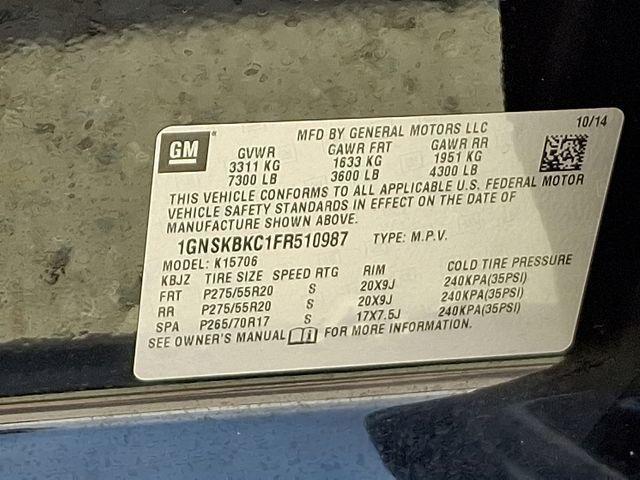 MFD BY GENERAL MOTORS LLC 10/14
GM
GVWR GAWR FRT GAWR RR
3311 KG 1633 KG 1951 KG
7300 LB 3600 LB 4300 LB
THIS VEHICLE CONFORMS TO ALL APPLICABLE U.S. FEDERAL MOTOR
VEHICLE SAFETY STANDARDS IN EFFECT ON THE DATE OF
MANUFACTURE SHOWN ABOVE.
1GNSKBKC1FR510987 TYPE: M.P.V.
MODEL: K15706
KBJZ TIRE SIZE SPEED RTG RIM COLD TIRE PRESSURE
FRT P275/55R20 S 20X9J 240KPA(35PSI)
RR P275/55R20 S 20X9J 240KPA(35PSI)
SPA P265/70R17 S 17X7.5J 240KPA(35PSI)
SEE OWNER'S MANUAL FOR MORE INFORMATION.